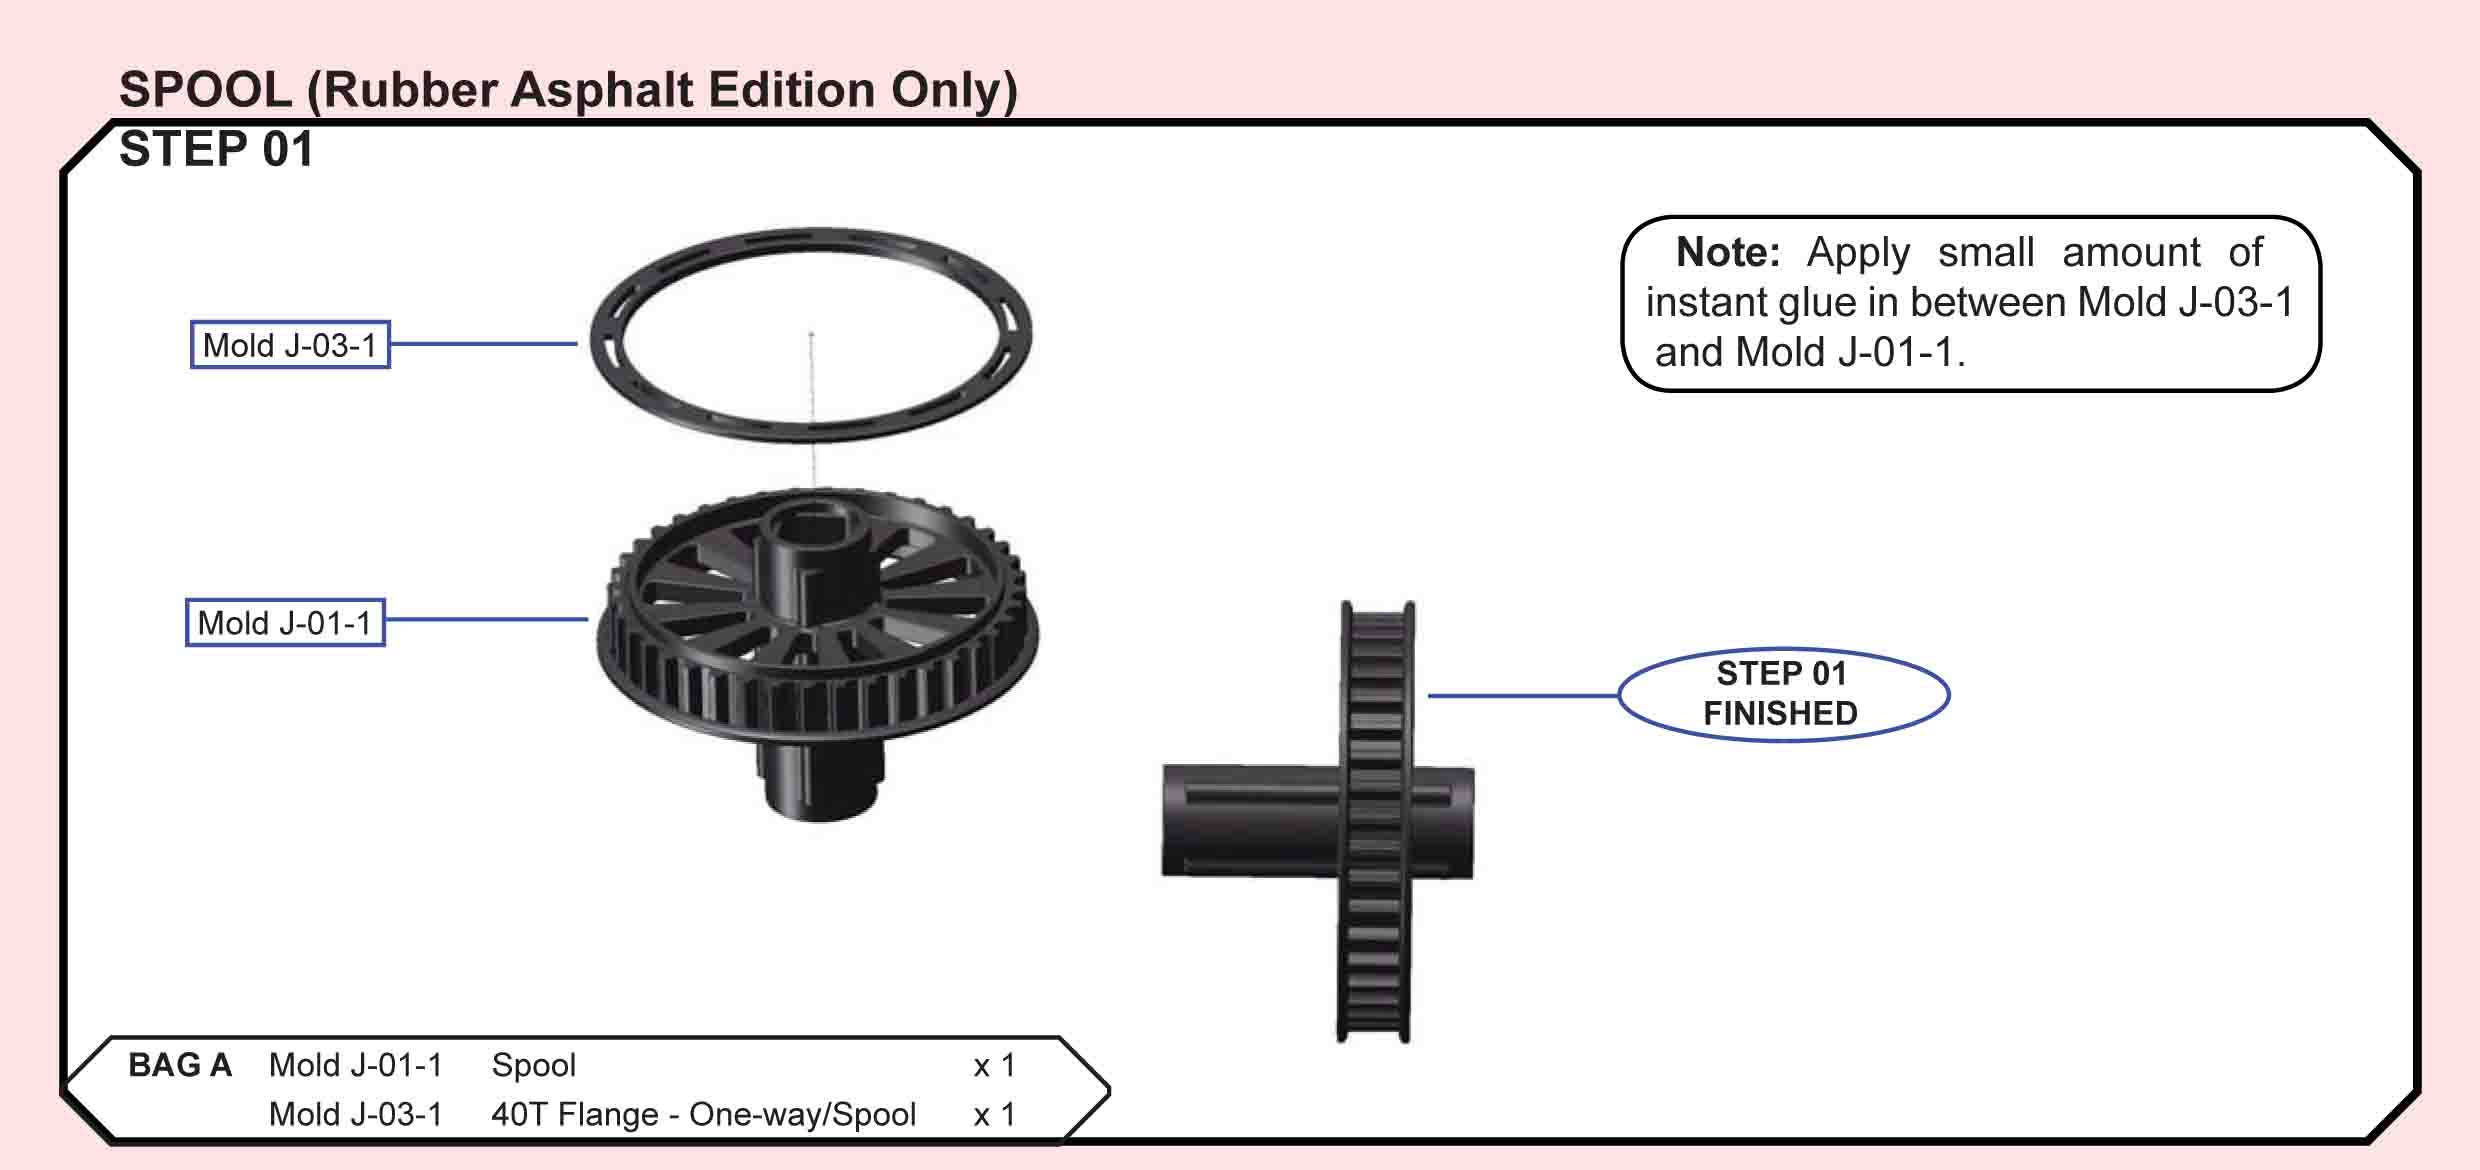 SPOOL (Rubber Asphalt Edition Only)
STEP 01
Note: Apply small amount of
instant glue in between Mold J-03-1
and Mold J-01-1.
Mold J-03-1
Mold J-01-1
STEP 01
FINISHED
BAG A Mold J-01-1 Spool x 1
Mold J-03-1 40T Flange - One-way/Spool x 1